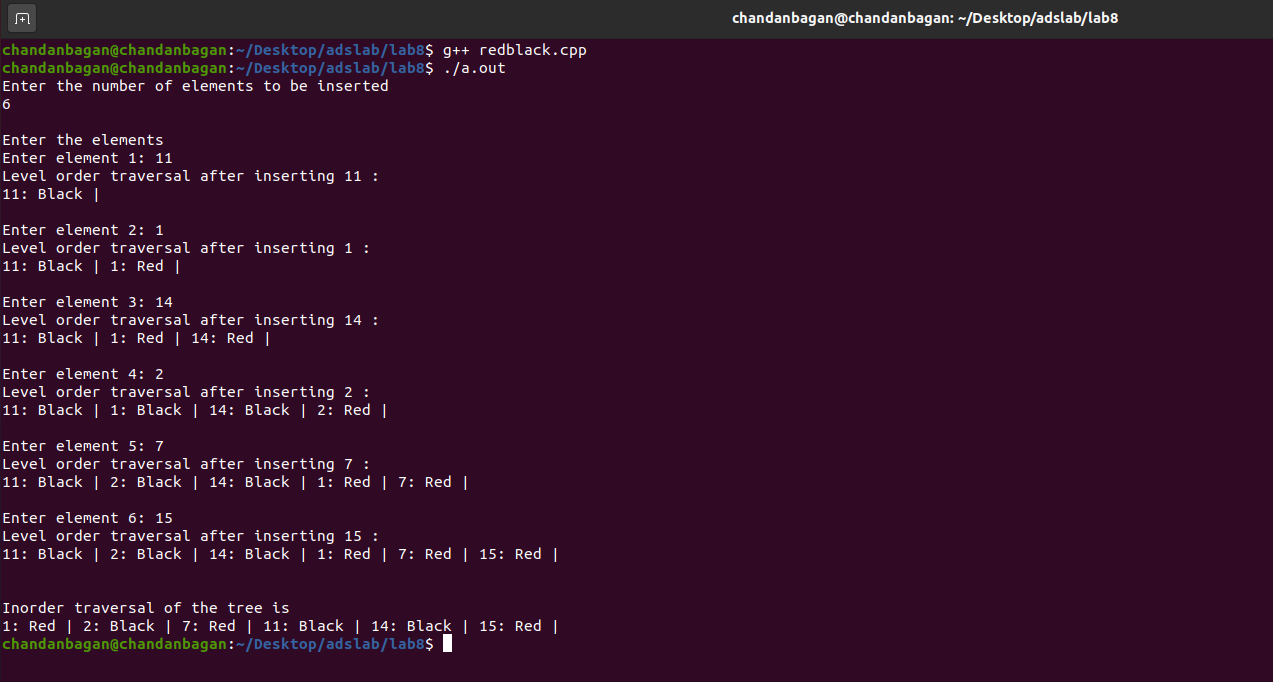 chandanbagan@chandanbagan: ~/Desktop/adslab/lab8
chandanbagan@chandanbagan:~/Desktop/adslab/lab8$ g++ redblack.cpp
chandanbagan@chandanbagan:~/Desktop/adslab/lab8$ ./a.out
Enter the number of elements to be inserted
6
Enter the elements
Enter element 1: 11
Level order traversal after inserting 11 :
11: Black |
Enter element 2: 1
Level order traversal after inserting 1 :
11: Black | 1: Red |
Enter element 3: 14
Level order traversal after inserting 14 :
11: Black | 1: Red | 14: Red |
Enter element 4: 2
Level order traversal after inserting 2 :
11: Black | 1: Black | 14: Black | 2: Red |
Enter element 5: 7
Level order traversal after inserting 7 :
11: Black | 2: Black | 14: Black | 1: Red | 7: Red |
Enter element 6: 15
Level order traversal after inserting 15 :
11: Black | 2: Black | 14: Black | 1: Red | 7: Red | 15: Red |
Inorder traversal of the tree is
1: Red | 2: Black | 7: Red | 11: Black | 14: Black | 15: Red |
chandanbagan@chandanbagan:~/Desktop/adslab/lab8$